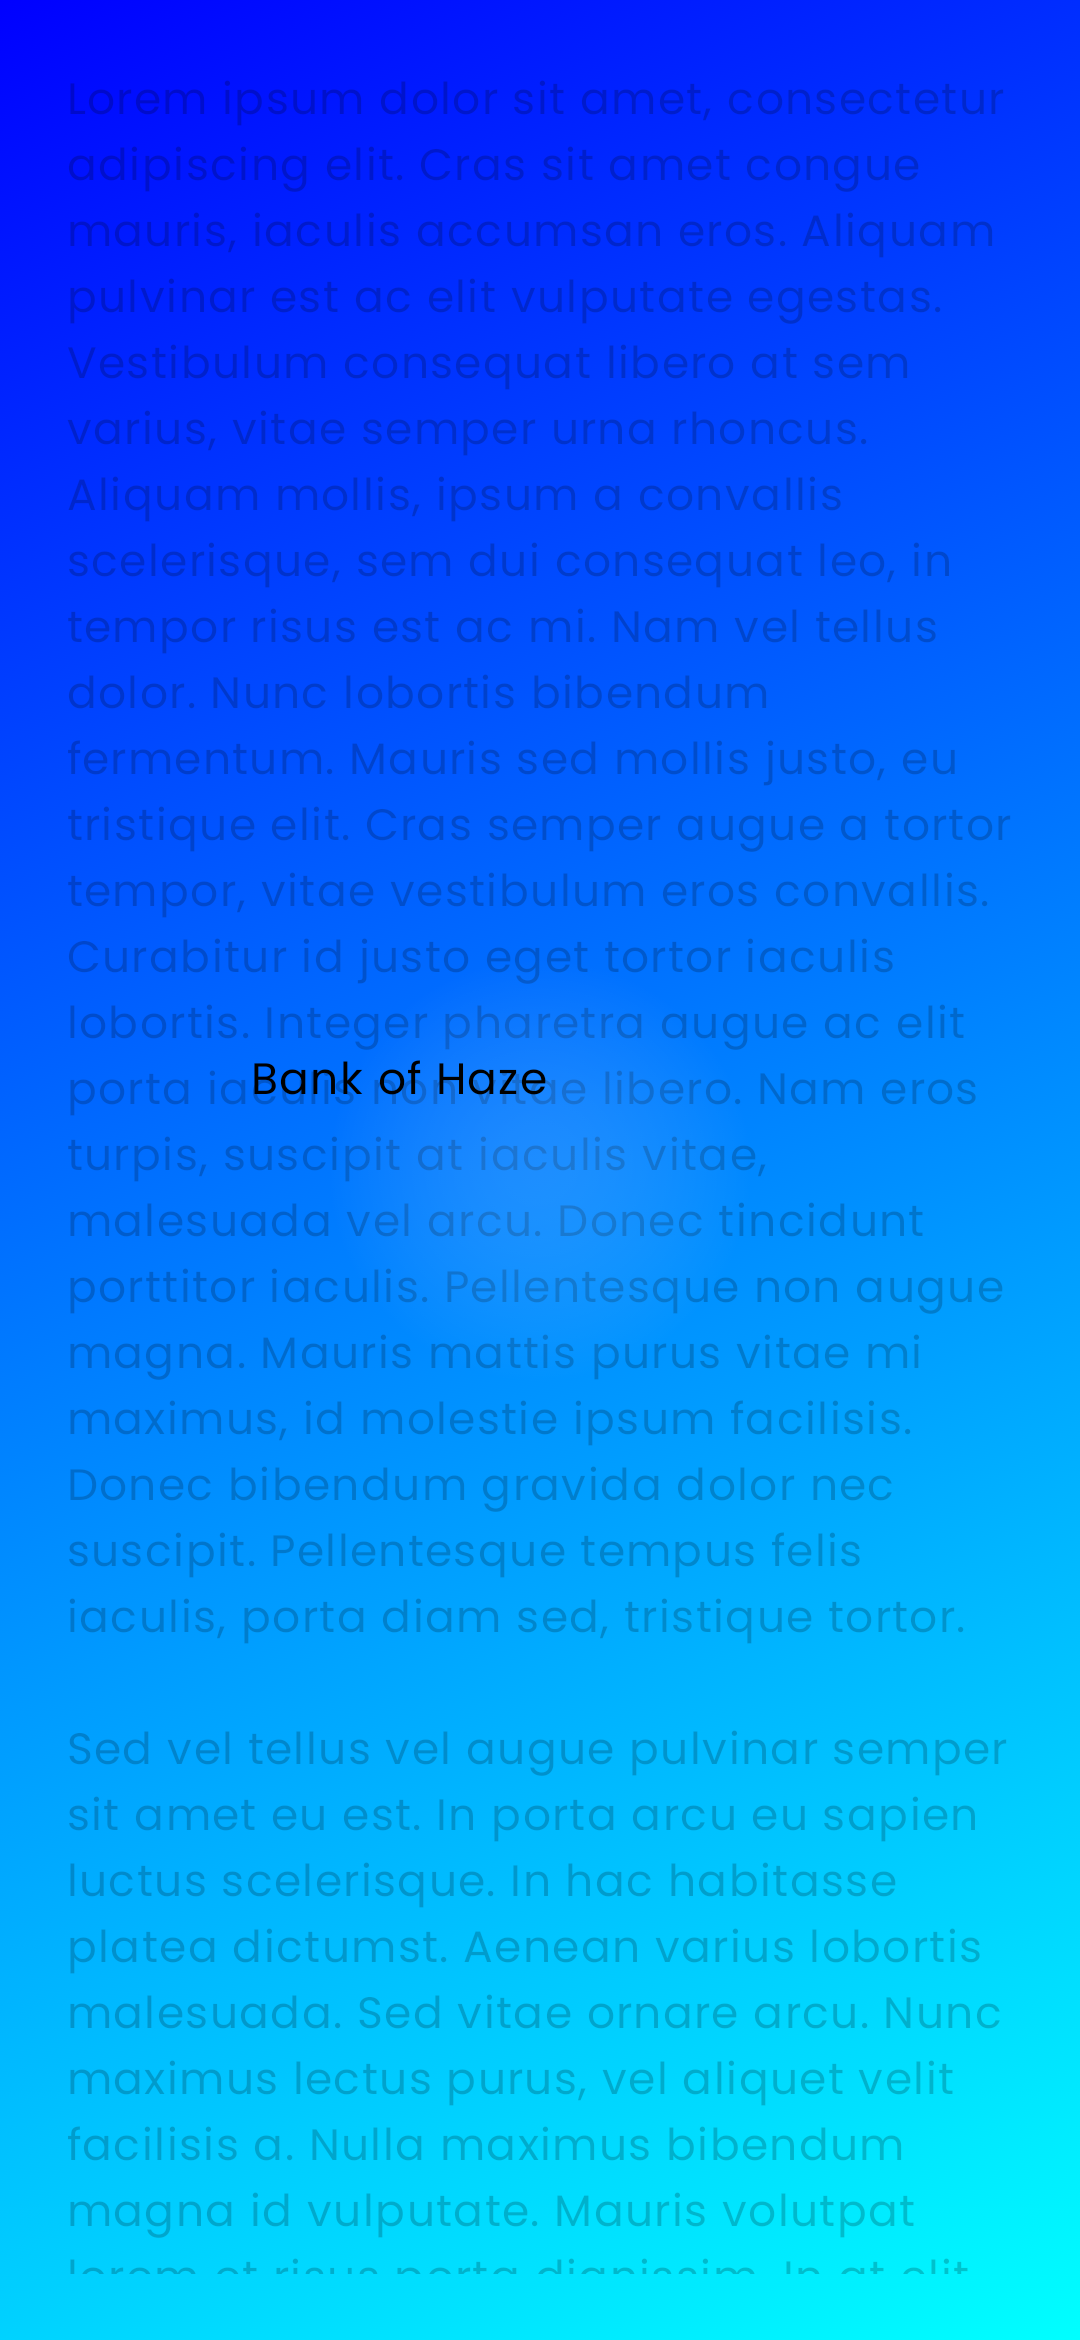 Lorem ipsum dolor sit amet, consectetur
adipiscing elit. Cras sit amet congue
mauris, iaculis accumsan eros. Aliquam
pulvinar est ac elit vulputate egestas.
Vestibulum consequat libero at sem
varius, vitae semper urna rhoncus.
Aliquam mollis, ipsum a convallis
scelerisque, sem dui consequat leo, in
tempor risus est ac mi. Nam vel tellus
dolor. Nunc lobortis bibendum
fermentum. Mauris sed mollis justo, eu
tristique elit. Cras semper augue a tortor
tempor, vitae vestibulum eros convallis.
Curabitur id justo eget tortor iaculis
lobortis. Integer pharetra augue ac elit
Bank of Haze
porta iaculis non vitae libero. Nam eros
turpis, suscipit at iaculis vitae,
malesuada vel arcu. Donec tincidunt
porttitor iaculis. Pellentesque non augue
magna. Mauris mattis purus vitae mi
maximus, id molestie ipsum facilisis.
Donec bibendum gravida dolor nec
suscipit. Pellentesque tempus felis
iaculis, porta diam sed, tristique tortor.
Sed vel tellus vel augue pulvinar semper
sit amet eu est. In porta arcu eu sapien
luctus scelerisque. In hac habitasse
platea dictumst. Aenean varius lobortis
malesuada. Sed vitae ornare arcu. Nunc
maximus lectus purus, vel aliquet velit
facilisis a. Nulla maximus bibendum
magna id vulputate. Mauris volutpat
lorem et risus porta dignissim. In at elit